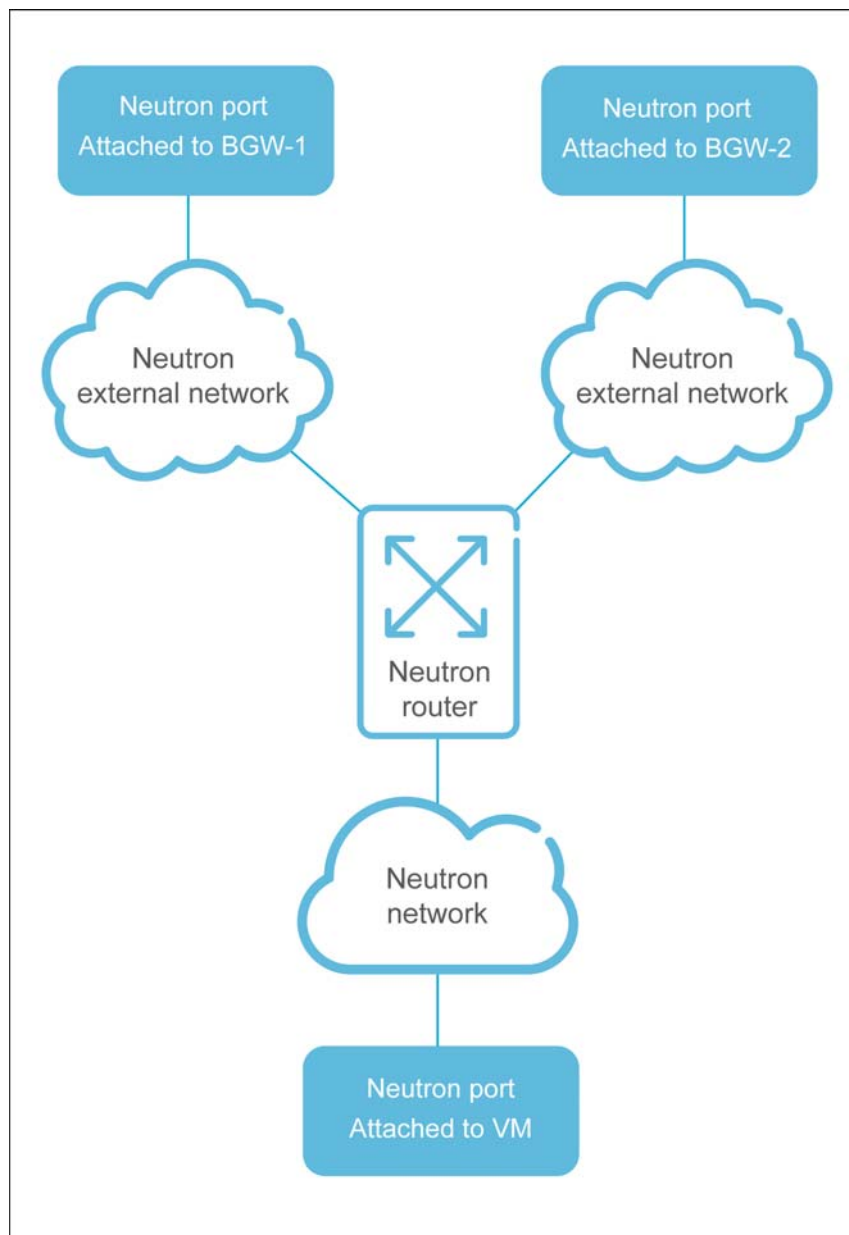 Neutron port
Attached to BGW-1
Neutron port
Attached to BGW-2
Neutron
external network
Neutron
external network
Neutron
router
Neutron
network
Neutron port
Attached to VM